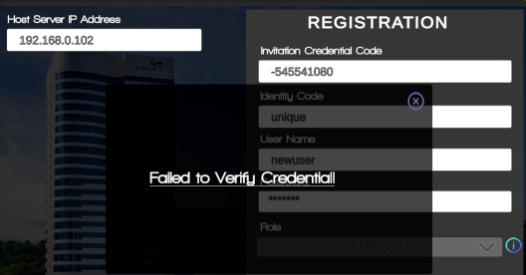 Host Server IP Address
192.168.0.102
REGISTRATION
Invitation Credential Code
-545541080
Identity Code
unique
User Name
newuser
Failed to Verify Credential!
*******
Role
STEWARD